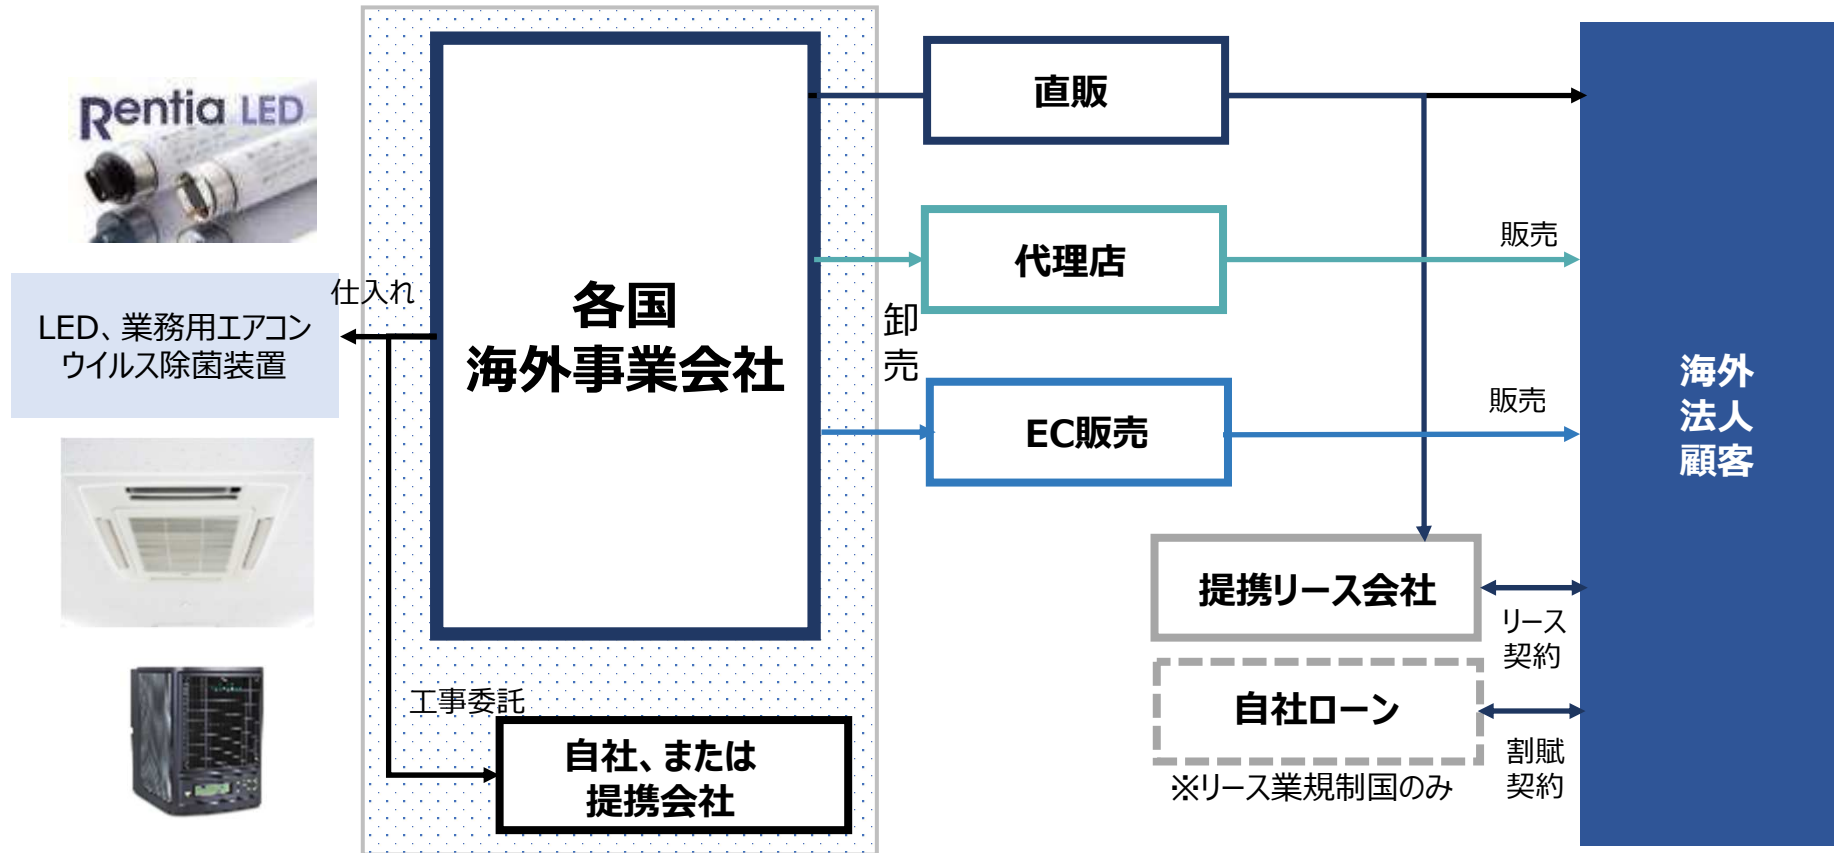 Rentia LED
仕入れ
LED、業務用エアコン
ウイルス除菌装置
各国
海外事業会社
工事委託
自社、または
提携会社
直販
代理店
卸
売
EC販売
販売
販売
提携リース会社
リース
契約
自社ローン
※リース業規制国のみ
割賦
契約
海外
法人
顧客